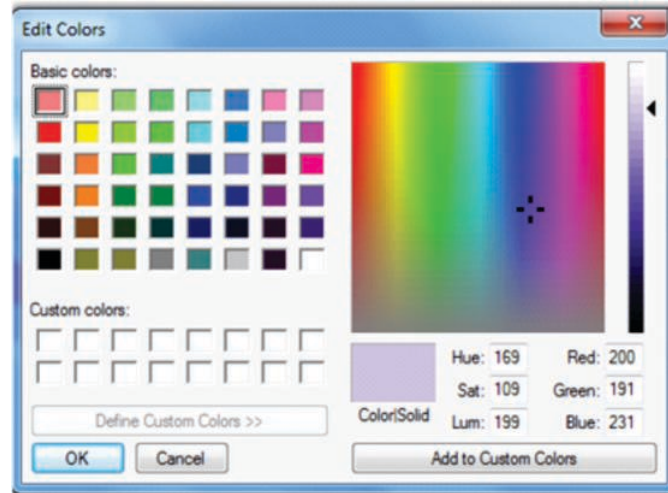 Edit Colors
Basic colors:
Custom colors:
Define Custom Colors >>
OK Cancel
Hue: 169 Red: 200
Sat: 109 Green: 191
Color|Solid Lum: 199 Blue: 231
Add to Custom Colors